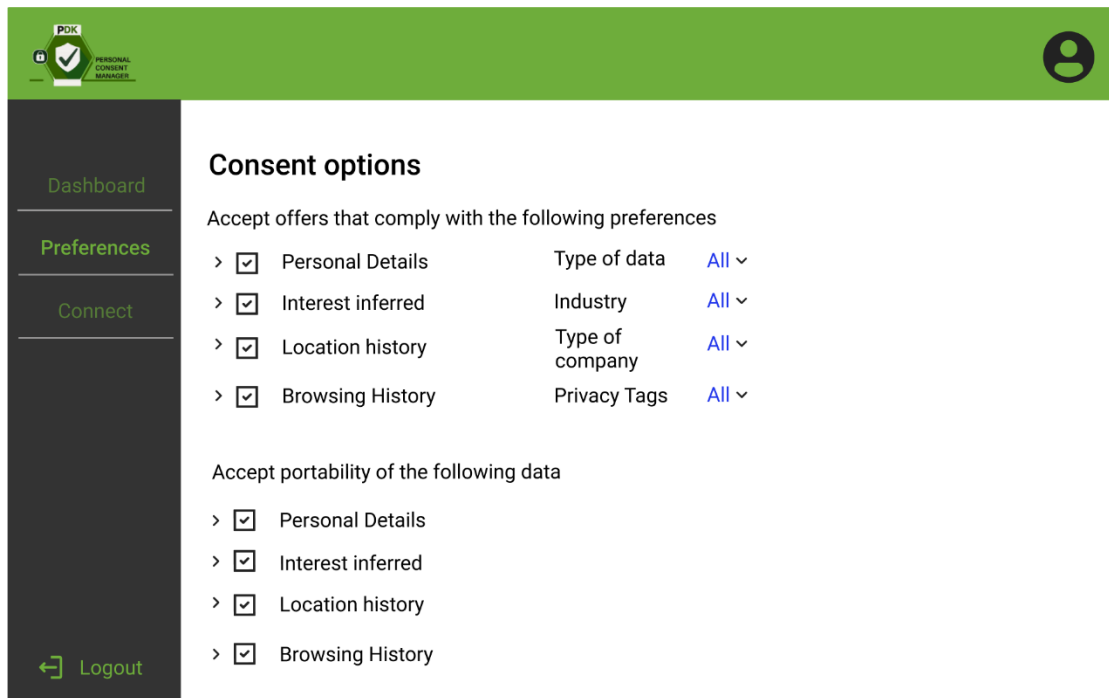 PDK
PERSONAL
CONSENT
MANAGER
Dashboard
Preferences
Connect
Logout
Consent options
Accept offers that comply with the following preferences
Personal Details Type of data All
Interest inferred Industry All
Location history Type of company All
Browsing History Privacy Tags All
Accept portability of the following data
Personal Details
Interest inferred
Location history
Browsing History